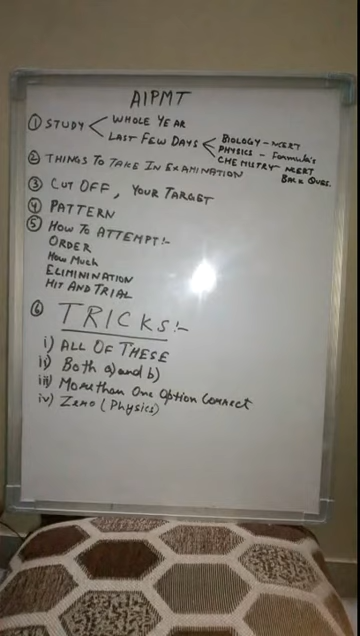 AIPMT
① STUDY < WHOLE YEAR
LAST FEW DAYS < BIOLOGY - NCERT
PHYSICS - Formula's
CHEMISTRY NCERT
Back Ques.
② THINGS TO TAKE IN EXAMINATION
③ CUT OFF, YOUR TARGET
④ PATTERN
⑤ HOW TO ATTEMPT:-
ORDER
How Much
ELIMININATION
HIT AND TRIAL
⑥ TRICKS:-
i) ALL OF THESE
ii) Both a) and b)
iii) More than One Option Correct
iv) Zero (Physics)